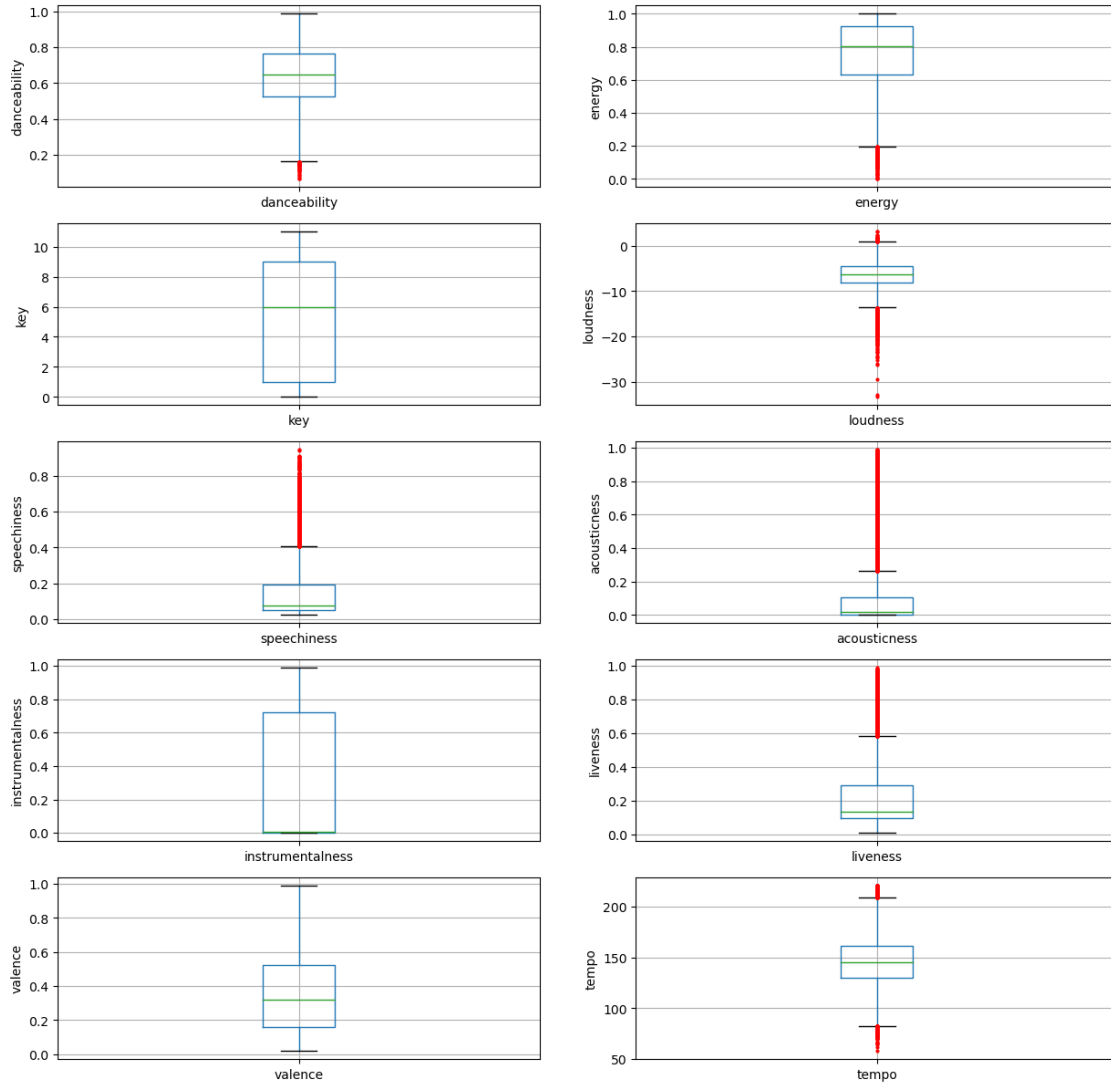 1.0
0.8
0.6
0.4
0.2
danceability
danceability
1.0
0.8
0.6
0.4
0.2
0.0
energy
energy
10
8
6
4
2
0
key
key
0
−10
−20
−30
loudness
loudness
0.8
0.6
0.4
0.2
0.0
speechiness
speechiness
1.0
0.8
0.6
0.4
0.2
0.0
acousticness
acousticness
1.0
0.8
0.6
0.4
0.2
0.0
instrumentalness
instrumentalness
1.0
0.8
0.6
0.4
0.2
0.0
liveness
liveness
1.0
0.8
0.6
0.4
0.2
0.0
valence
valence
200
150
100
50
tempo
tempo